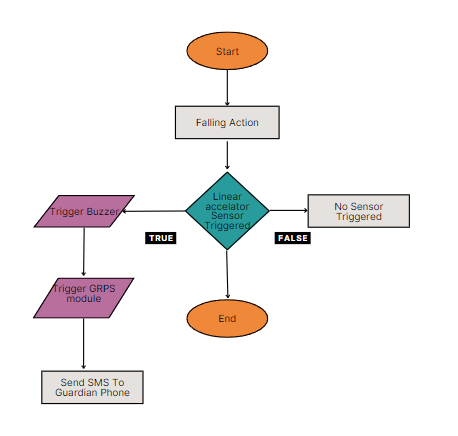 Start
Falling Action
Linear
accelator
Sensor
Triggered
Trigger Buzzer
No Sensor
Triggered
TRUE
FALSE
Trigger GRPS
module
End
Send SMS To
Guardian Phone